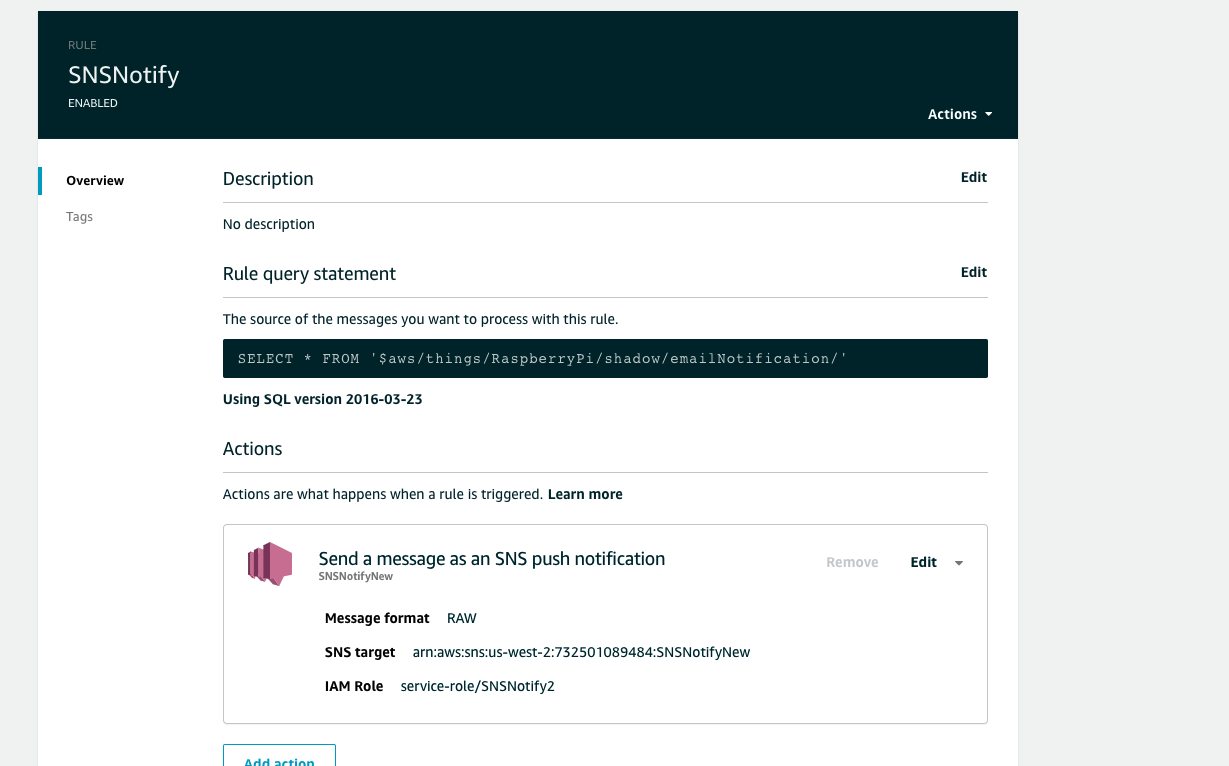 RULE
SNSNotify
ENABLED
Actions
Overview
Tags
Description
Edit
No description
Rule query statement
Edit
The source of the messages you want to process with this rule.
SELECT * FROM '$aws/things/RaspberryPi/shadow/emailNotification/'
Using SQL version 2016-03-23
Actions
Actions are what happens when a rule is triggered. Learn more
Send a message as an SNS push notification
SNSNotifyNew
Remove
Edit
Message format RAW
SNS target arn:aws:sns:us-west-2:732501089484:SNSNotifyNew
IAM Role service-role/SNSNotify2
Add action